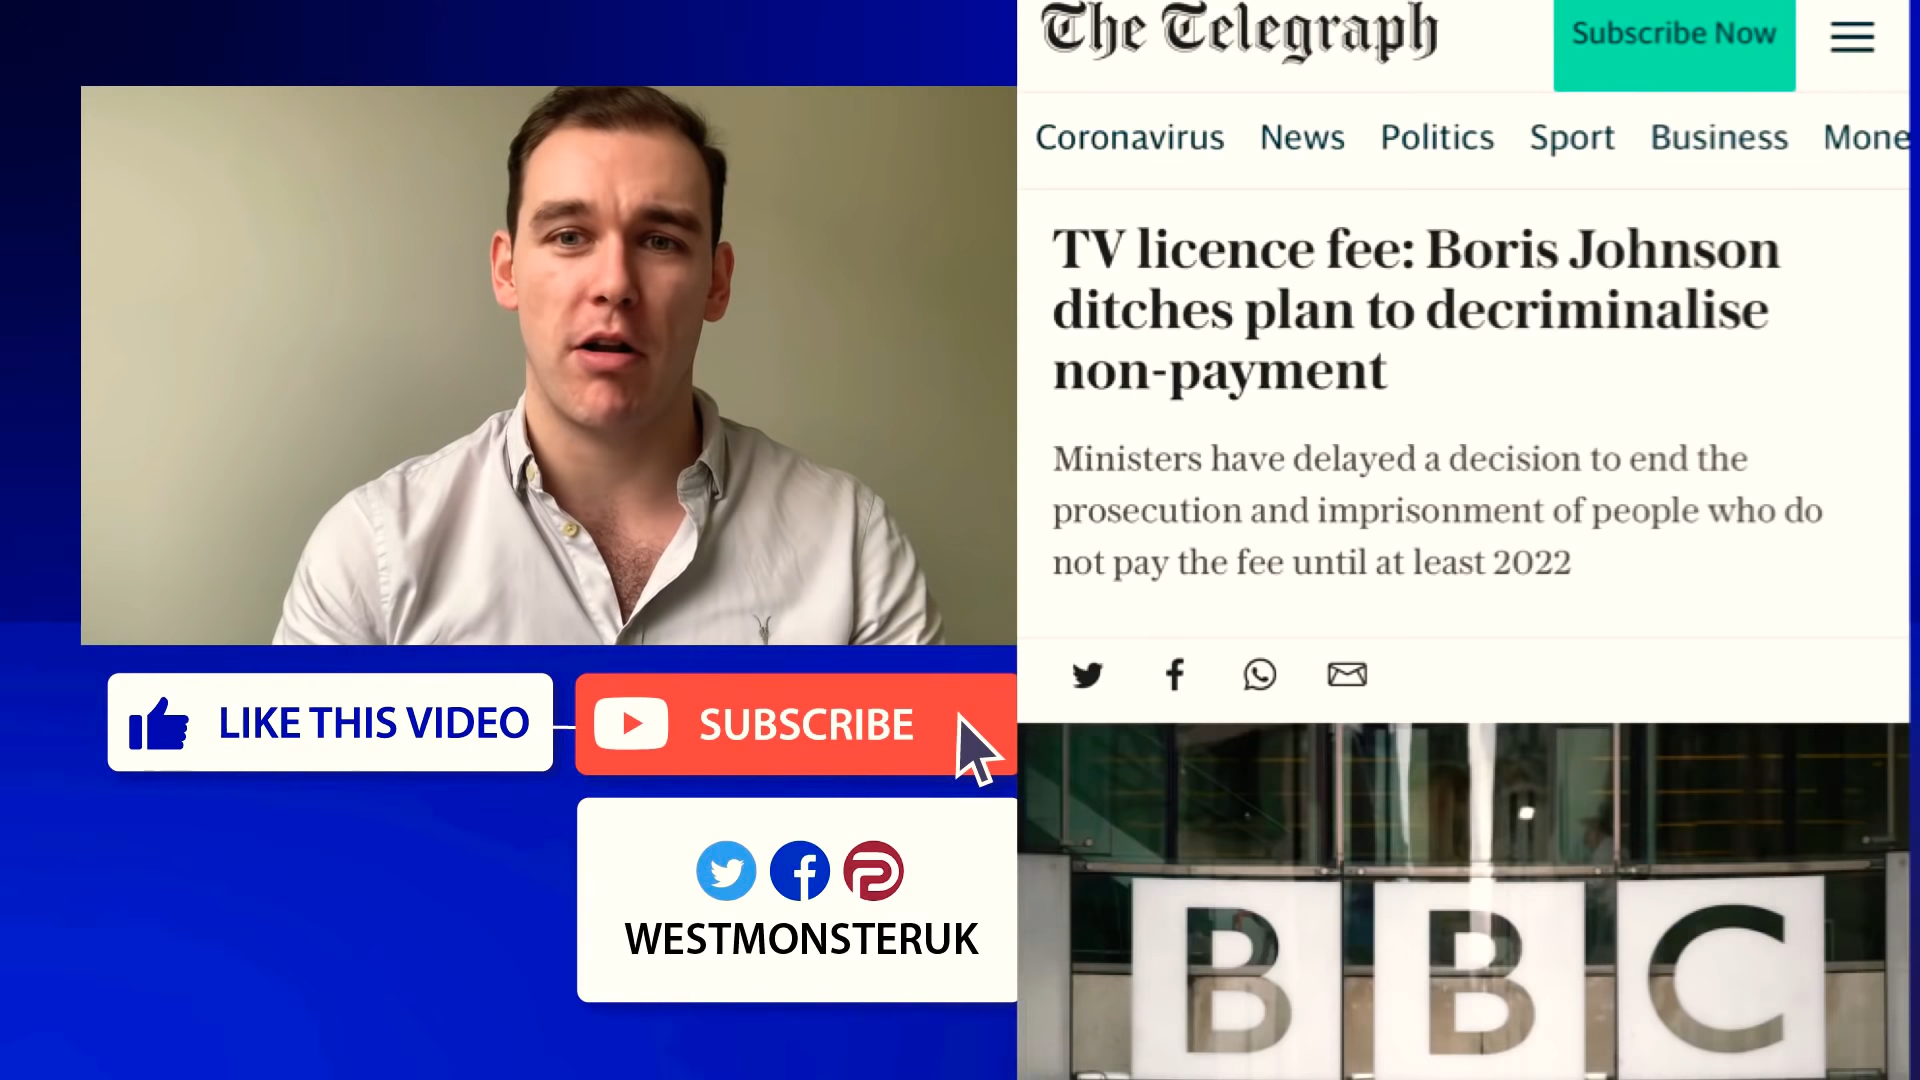 The Telegraph
Subscribe Now
Coronavirus News Politics Sport Business Mone
TV licence fee: Boris Johnson
ditches plan to decriminalise
non-payment
Ministers have delayed a decision to end the
prosecution and imprisonment of people who do
not pay the fee until at least 2022
LIKE THIS VIDEO
SUBSCRIBE
WESTMONSTERUK
BBC